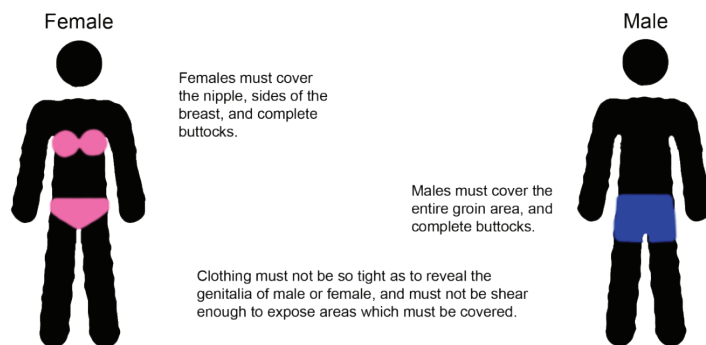 Female
Male
Females must cover
the nipple, sides of the
breast, and complete
buttocks.
Males must cover the
entire groin area, and
complete buttocks.
Clothing must not be so tight as to reveal the
genitalia of male or female, and must not be shear
enough to expose areas which must be covered.